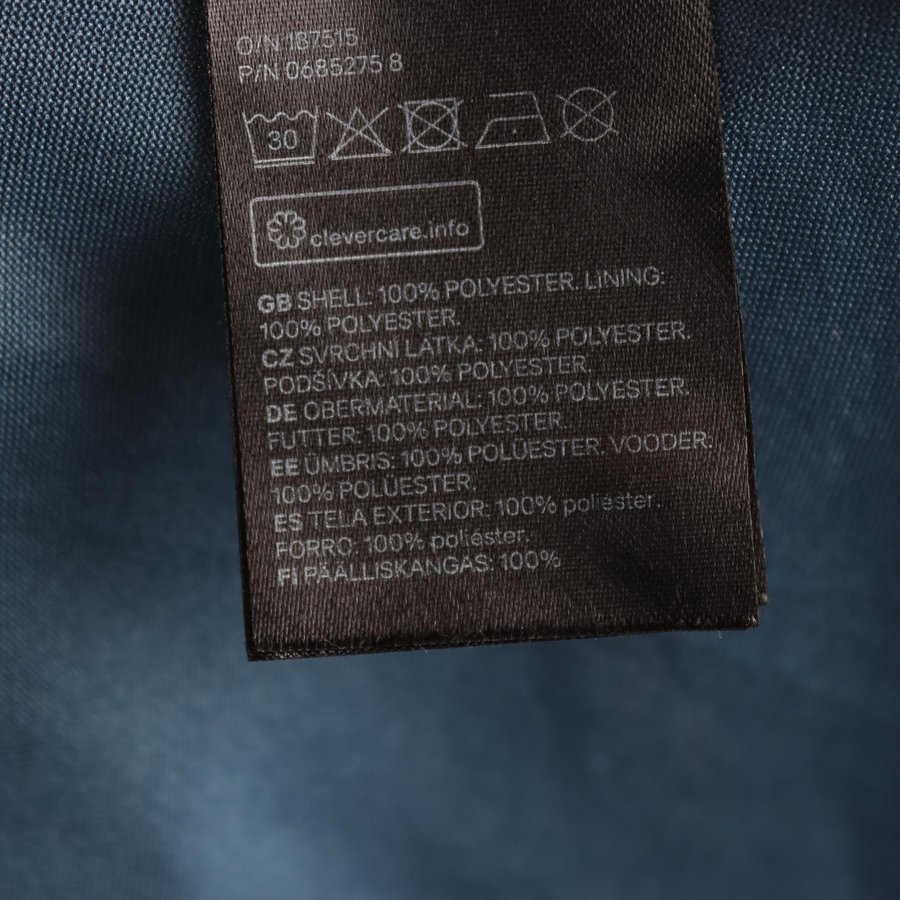 O/N 187515
P/N 0685275 8
30
clevercare.info
GB SHELL: 100% POLYESTER. LINING:
100% POLYESTER.
CZ SVRCHNÍ LÁTKA: 100% POLYESTER.
PODŠÍVKA: 100% POLYESTER.
DE OBERMATERIAL: 100% POLYESTER.
FUTTER: 100% POLYESTER.
EE ÜMBRIS: 100% POLÜESTER. VOODER:
100% POLÜESTER.
ES TELA EXTERIOR: 100% poliéster.
FORRO: 100% poliéster.
FI PÄÄLLISKANGAS: 100%